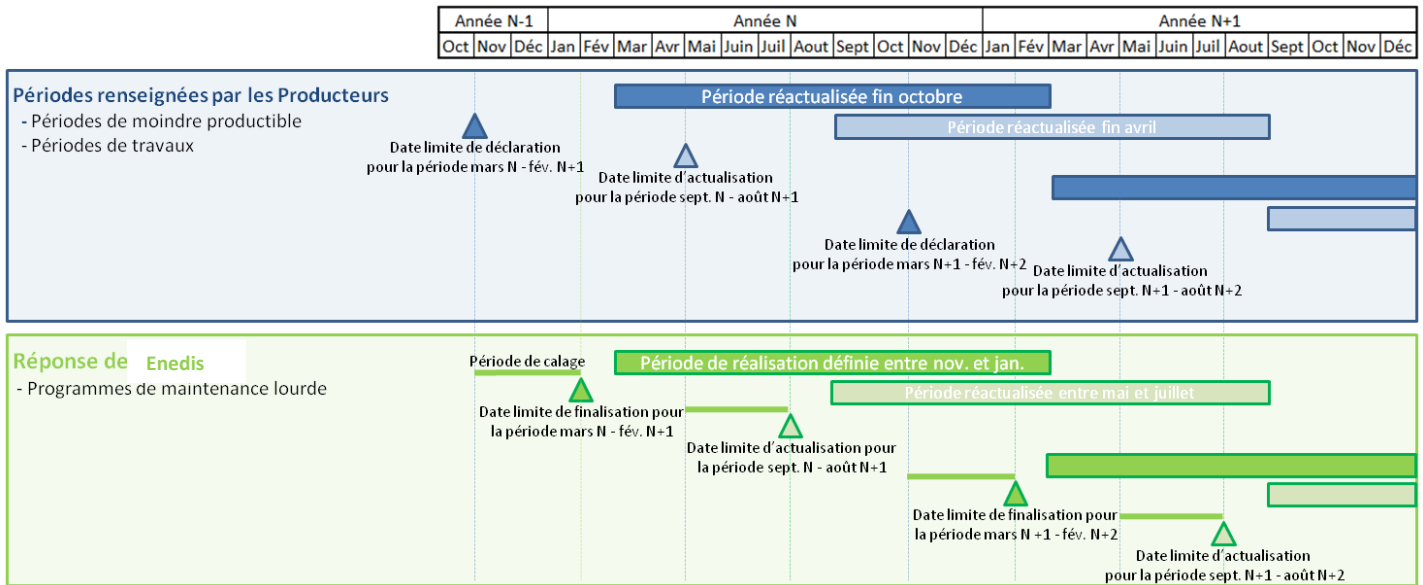 Année N-1 Année N Année N+1
Oct Nov Déc Jan Fév Mar Avr Mai Juin Juil Aout Sept Oct Nov Déc Jan Fév Mar Avr Mai Juin Juil Aout Sept Oct Nov Déc
Périodes renseignées par les Producteurs
- Périodes de moindre productible
- Périodes de travaux
Période réactualisée fin octobre
Période réactualisée fin avril
Date limite de déclaration
pour la période mars N - fév. N+1
Date limite d'actualisation
pour la période sept. N - août N+1
Date limite de déclaration
pour la période mars N+1 - fév. N+2
Date limite d'actualisation
pour la période sept. N+1 - août N+2
Réponse de Enedis
- Programmes de maintenance lourde
Période de calage
Période de réalisation définie entre nov. et jan.
Période réactualisée entre mai et juillet
Date limite de finalisation pour
la période mars N - fév. N+1
Date limite d'actualisation pour
la période sept. N - août N+1
Date limite de finalisation pour
la période mars N +1 - fév. N+2
Date limite d'actualisation
pour la période sept. N+1 - août N+2